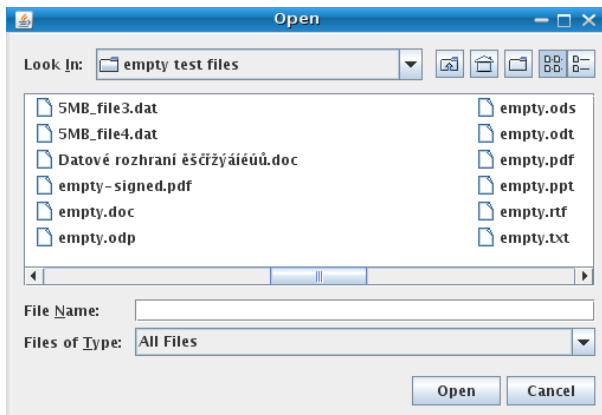 Open
Look In: empty test files
5MB_file3.dat
5MB_file4.dat
Datové rozhraní ěščřžýáíéúů.doc
empty-signed.pdf
empty.doc
empty.odp
empty.ods
empty.odt
empty.pdf
empty.ppt
empty.rtf
empty.txt
File Name:
Files of Type: All Files
Open Cancel